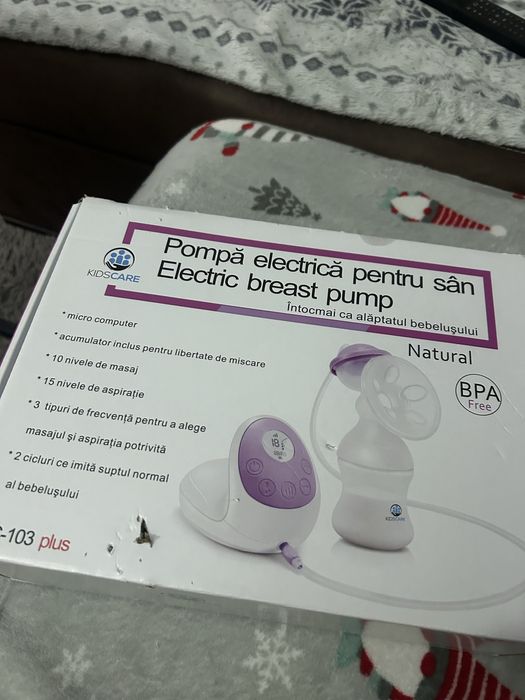 KIDSCARE
Pompă electrică pentru sân
Electric breast pump
Întocmai ca alăptatul bebelușului
* micro computer
* acumulator inclus pentru libertate de miscare
* 10 nivele de masaj
* 15 nivele de aspirație
* 3 tipuri de frecvență pentru a alege
masajul și aspirația potrivită
* 2 cicluri ce imită suptul normal
al bebelușului
Natural
BPA
Free
18
KIDSCARE
-103 plus